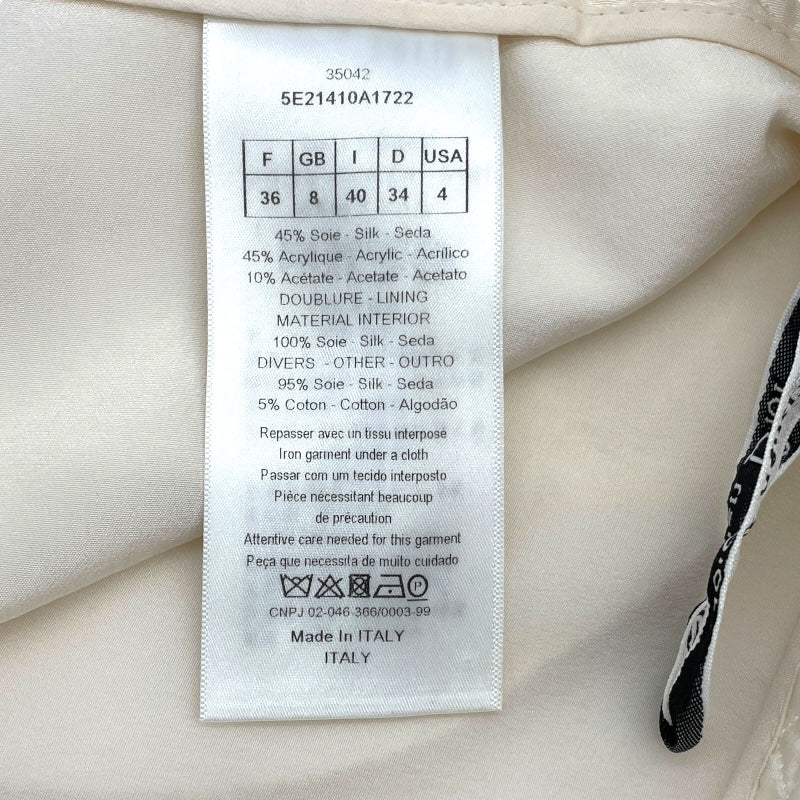 35042
5E21410A1722
F GB I D USA
36 8 40 34 4
45% Soie - Silk - Seda
45% Acrylique - Acrylic - Acrílico
10% Acétate - Acetate - Acetato
DOUBLURE - LINING
MATERIAL INTERIOR
100% Soie - Silk - Seda
DIVERS - OTHER - OUTRO
95% Soie - Silk - Seda
5% Coton - Cotton - Algodão
Repasser avec un tissu interposé
Iron garment under a cloth
Passar com um tecido interposto
Pièce nécessitant beaucoup
de précaution
Attentive care needed for this garment
Peça que necessita de muito cuidado
P
CNPJ 02-046-366/0003-99
Made In ITALY
ITALY